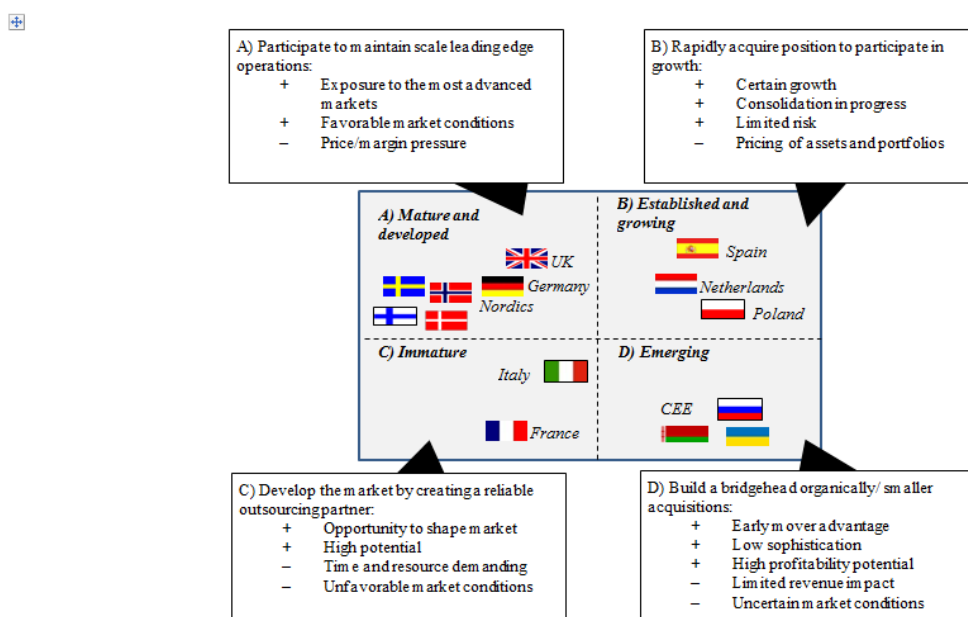 A) Participate to maintain scale leading edge
operations:
+ Exposure to the most advanced
markets
+ Favorable market conditions
– Price/margin pressure
B) Rapidly acquire position to participate in
growth:
+ Certain growth
+ Consolidation in progress
+ Limited risk
– Pricing of assets and portfolios
A) Mature and
developed
UK
Germany
Nordics
B) Established and
growing
Spain
Netherlands
Poland
C) Immature
Italy
France
D) Emerging
CEE
C) Develop the market by creating a reliable
outsourcing partner:
+ Opportunity to shape market
+ High potential
– Time and resource demanding
– Unfavorable market conditions
D) Build a bridgehead organically/ smaller
acquisitions:
+ Early mover advantage
+ Low sophistication
+ High profitability potential
– Limited revenue impact
– Uncertain market conditions